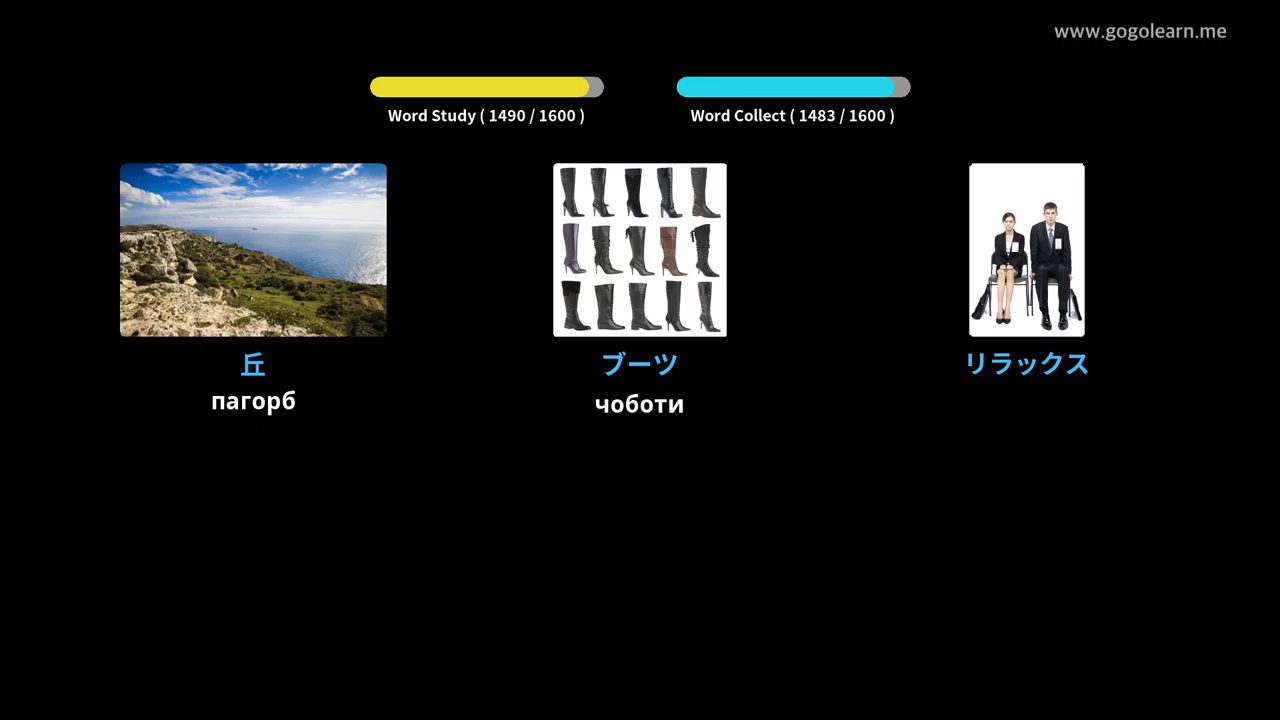 www.gogolearn.me
Word Study ( 1490 / 1600 )
Word Collect ( 1483 / 1600 )
丘
пагорб
ブーツ
чоботи
リラックス